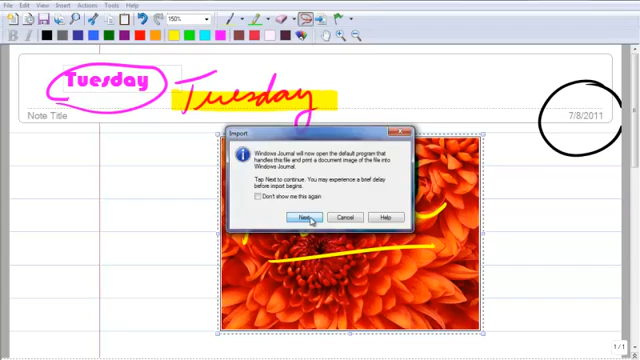 File Edit View Insert Actions Tools Help
150%
B I
Tuesday Tuesday
Note Title 7/8/2011
Import
Windows Journal will now open the default program that
handles this file and print a document image of the file into
Windows Journal.
Tap Next to continue. You may experience a brief delay
before import begins.
Don't show me this again
Next Cancel Help
1/1